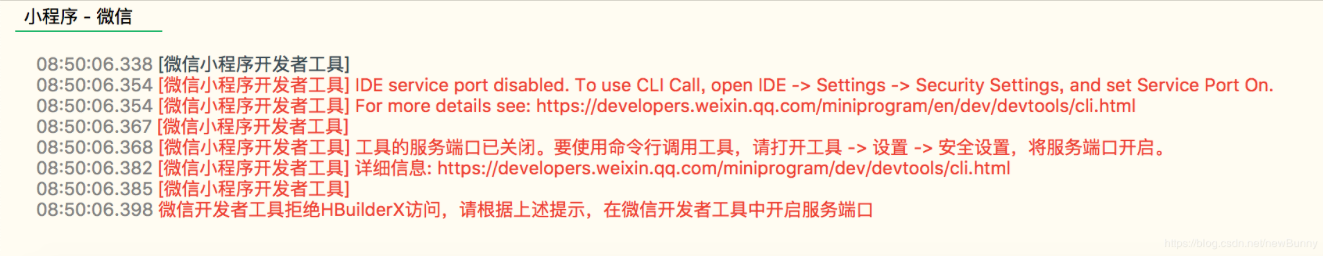 小程序 - 微信
08:50:06.338 [微信小程序开发者工具]
08:50:06.354 [微信小程序开发者工具] IDE service port disabled. To use CLI Call, open IDE -> Settings -> Security Settings, and set Service Port On.
08:50:06.354 [微信小程序开发者工具] For more details see: https://developers.weixin.qq.com/miniprogram/en/dev/devtools/cli.html
08:50:06.367 [微信小程序开发者工具]
08:50:06.368 [微信小程序开发者工具] 工具的服务端口已关闭。要使用命令行调用工具，请打开工具 -> 设置 -> 安全设置，将服务端口开启。
08:50:06.382 [微信小程序开发者工具] 详细信息: https://developers.weixin.qq.com/miniprogram/dev/devtools/cli.html
08:50:06.385 [微信小程序开发者工具]
08:50:06.398 微信开发者工具拒绝HBuilderX访问，请根据上述提示，在微信开发者工具中开启服务端口
https://blog.csdn.net/newBunny